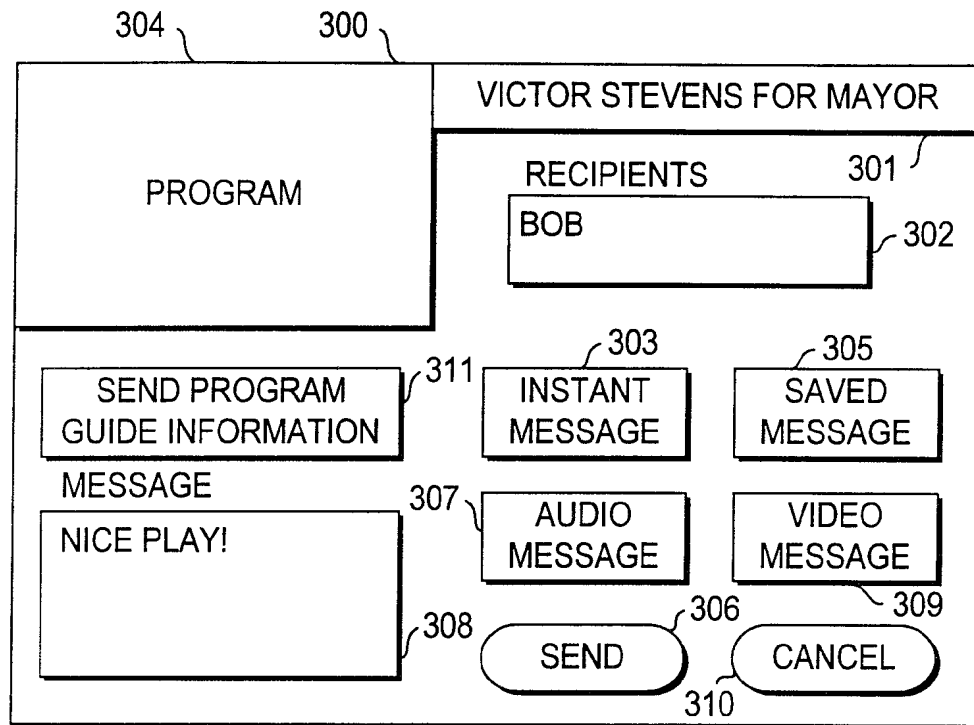 304
300
VICTOR STEVENS FOR MAYOR
301
PROGRAM
RECIPIENTS
BOB
302
303
305
SEND PROGRAM
GUIDE INFORMATION
311
INSTANT
MESSAGE
SAVED
MESSAGE
MESSAGE
NICE PLAY!
308
307
AUDIO
MESSAGE
VIDEO
MESSAGE
309
306
SEND
CANCEL
310